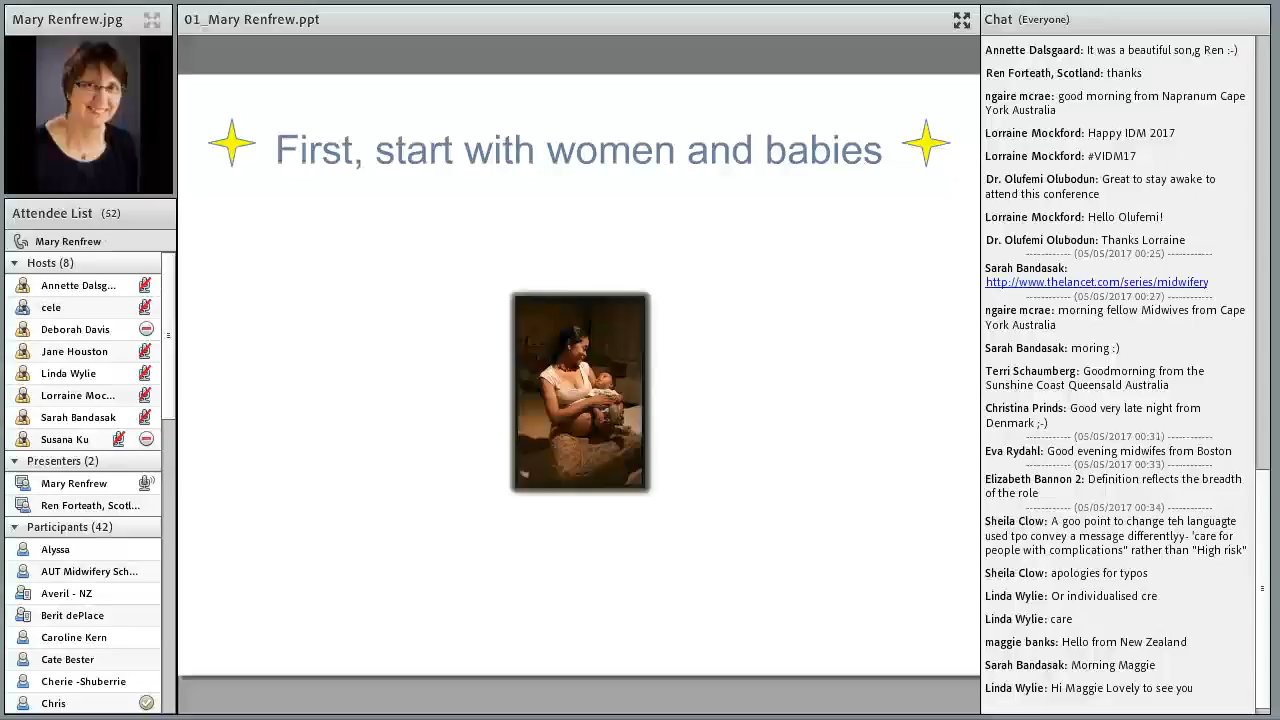 Mary Renfrew.jpg
Attendee List (52)
Mary Renfrew
Hosts (8)
Annette Dalsg...
cele
Deborah Davis
Jane Houston
Linda Wylie
Lorraine Moc...
Sarah Bandasak
Susana Ku
Presenters (2)
Mary Renfrew
Ren Forteath, Scotl...
Participants (42)
Alyssa
AUT Midwifery Sch...
Averil - NZ
Berit dePlace
Caroline Kern
Cate Bester
Cherie -Shuberrie
Chris
01_Mary Renfrew.ppt
First, start with women and babies
Chat (Everyone)
Annette Dalsgaard: It was a beautiful son,g Ren :-)
Ren Forteath, Scotland: thanks
ngaire mcrae: good morning from Napranum Cape
York Australia
Lorraine Mockford: Happy IDM 2017
Lorraine Mockford: #VIDM17
Dr. Olufemi Olubodun: Great to stay awake to
attend this conference
Lorraine Mockford: Hello Olufemi!
Dr. Olufemi Olubodun: Thanks Lorraine
------------ (05/05/2017 00:25) ------------
Sarah Bandasak:
http://www.thelancet.com/series/midwifery
------------ (05/05/2017 00:27) ------------
ngaire mcrae: morning fellow Midwives from Cape
York Australia
Sarah Bandasak: moring :)
Terri Schaumberg: Goodmorning from the
Sunshine Coast Queensald Australia
Christina Prinds: Good very late night from
Denmark ;-)
------------ (05/05/2017 00:31) ------------
Eva Rydahl: Good evening midwifes from Boston
------------ (05/05/2017 00:33) ------------
Elizabeth Bannon 2: Definition reflects the breadth
of the role
------------ (05/05/2017 00:34) ------------
Sheila Clow: A goo point to change teh languagte
used tpo convey a message differentlyy- 'care for
people with complications" rather than "High risk"
Sheila Clow: apologies for typos
Linda Wylie: Or individualised cre
Linda Wylie: care
maggie banks: Hello from New Zealand
Sarah Bandasak: Morning Maggie
Linda Wylie: Hi Maggie Lovely to see you